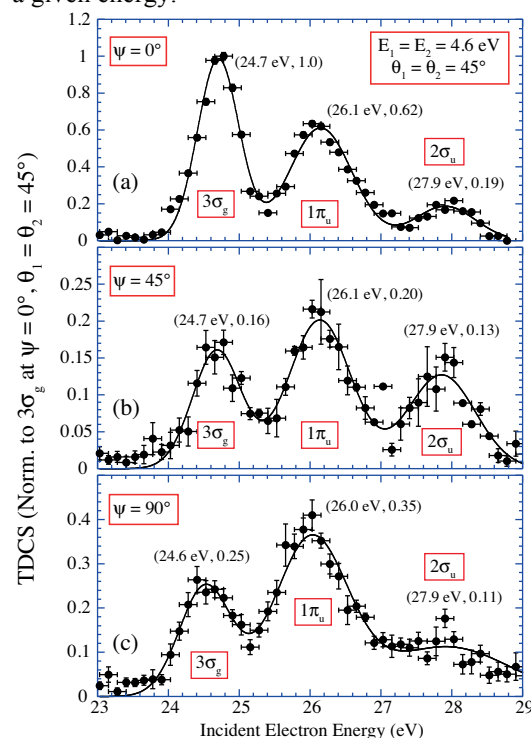 a given energy.
(a)
ψ = 0°
(24.7 eV, 1.0)
E₁ = E₂ = 4.6 eV
θ₁ = θ₂ = 45°
(26.1 eV, 0.62)
2σᵤ
(27.9 eV, 0.19)
3σg
1πᵤ
1
0.8
0.6
0.4
0.2
0
(b)
ψ = 45°
(24.7 eV, 0.16)
(26.1 eV, 0.20)
(27.9 eV, 0.13)
3σg
1πᵤ
2σᵤ
0.25
0.2
0.15
0.1
0.05
0
(c)
ψ = 90°
(24.6 eV, 0.25)
(26.0 eV, 0.35)
2σᵤ
(27.9 eV, 0.11)
1πᵤ
3σg
0.4
0.3
0.2
0.1
0
23 24 25 26 27 28 29
Incident Electron Energy (eV)
TDCS (Norm. to 3σg at ψ = 0°, θ₁ = θ₂ = 45°)